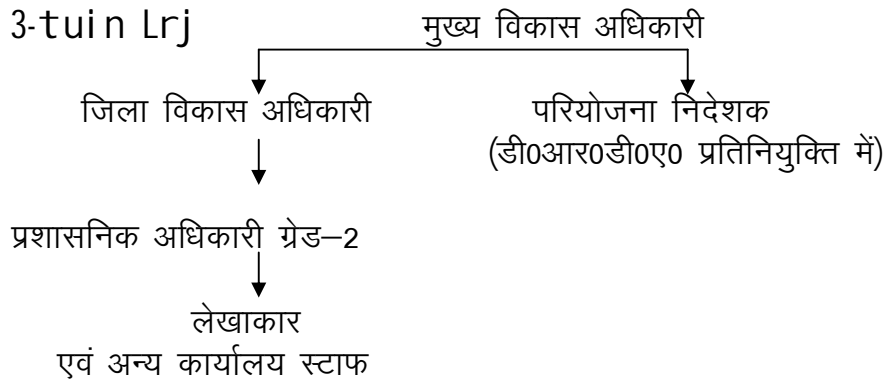 3-tuin Lrj
मुख्य विकास अधिकारी
जिला विकास अधिकारी
परियोजना निदेशक
(डी0आर0डी0ए0 प्रतिनियुक्ति में)
प्रशासनिक अधिकारी ग्रेड–2
लेखाकार
एवं अन्य कार्यालय स्टाफ